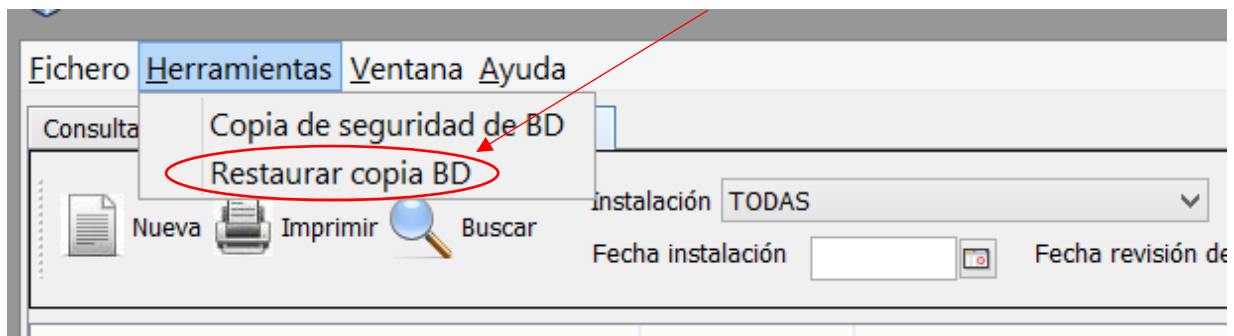 Fichero Herramientas Ventana Ayuda
Consulta
Copia de seguridad de BD
Restaurar copia BD
Nueva Imprimir Buscar
Instalación TODAS
Fecha instalación Fecha revisión de